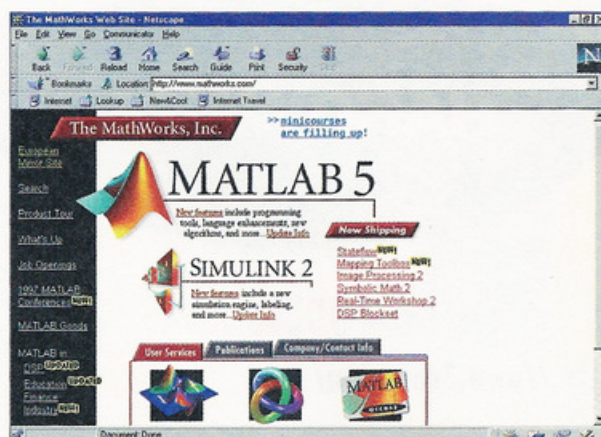 The MathWorks Web Site - Netscape
File Edit View Go Communicator Help
Back Forward Reload Home Search Guide Print Security
Bookmarks Location: http://www.mathworks.com/
Internet Lookup New&Cool Internet Travel
The MathWorks, Inc.
>> minicourses
are filling up!
European
Mirror Site
Search
Product Tour
What's Up
Job Openings
1997 MATLAB
Conference NEW!
MATLAB Goods
MATLAB in
DSP UPDATED
Education UPDATED
Finance
Industry NEW!
MATLAB 5
New features include programming
tools, language enhancements, new
algorithms, and more... Update Info
SIMULINK 2
New features include a new
simulation engine, labeling,
and more... Update Info
Now Shipping
Stateflow NEW!
Mapping Toolbox NEW!
Image Processing 2
Symbolic Math 2
Real-Time Workshop 2
DSP Blockset
User Services Publications Company/Contact Info
MATLAB
Document: Done